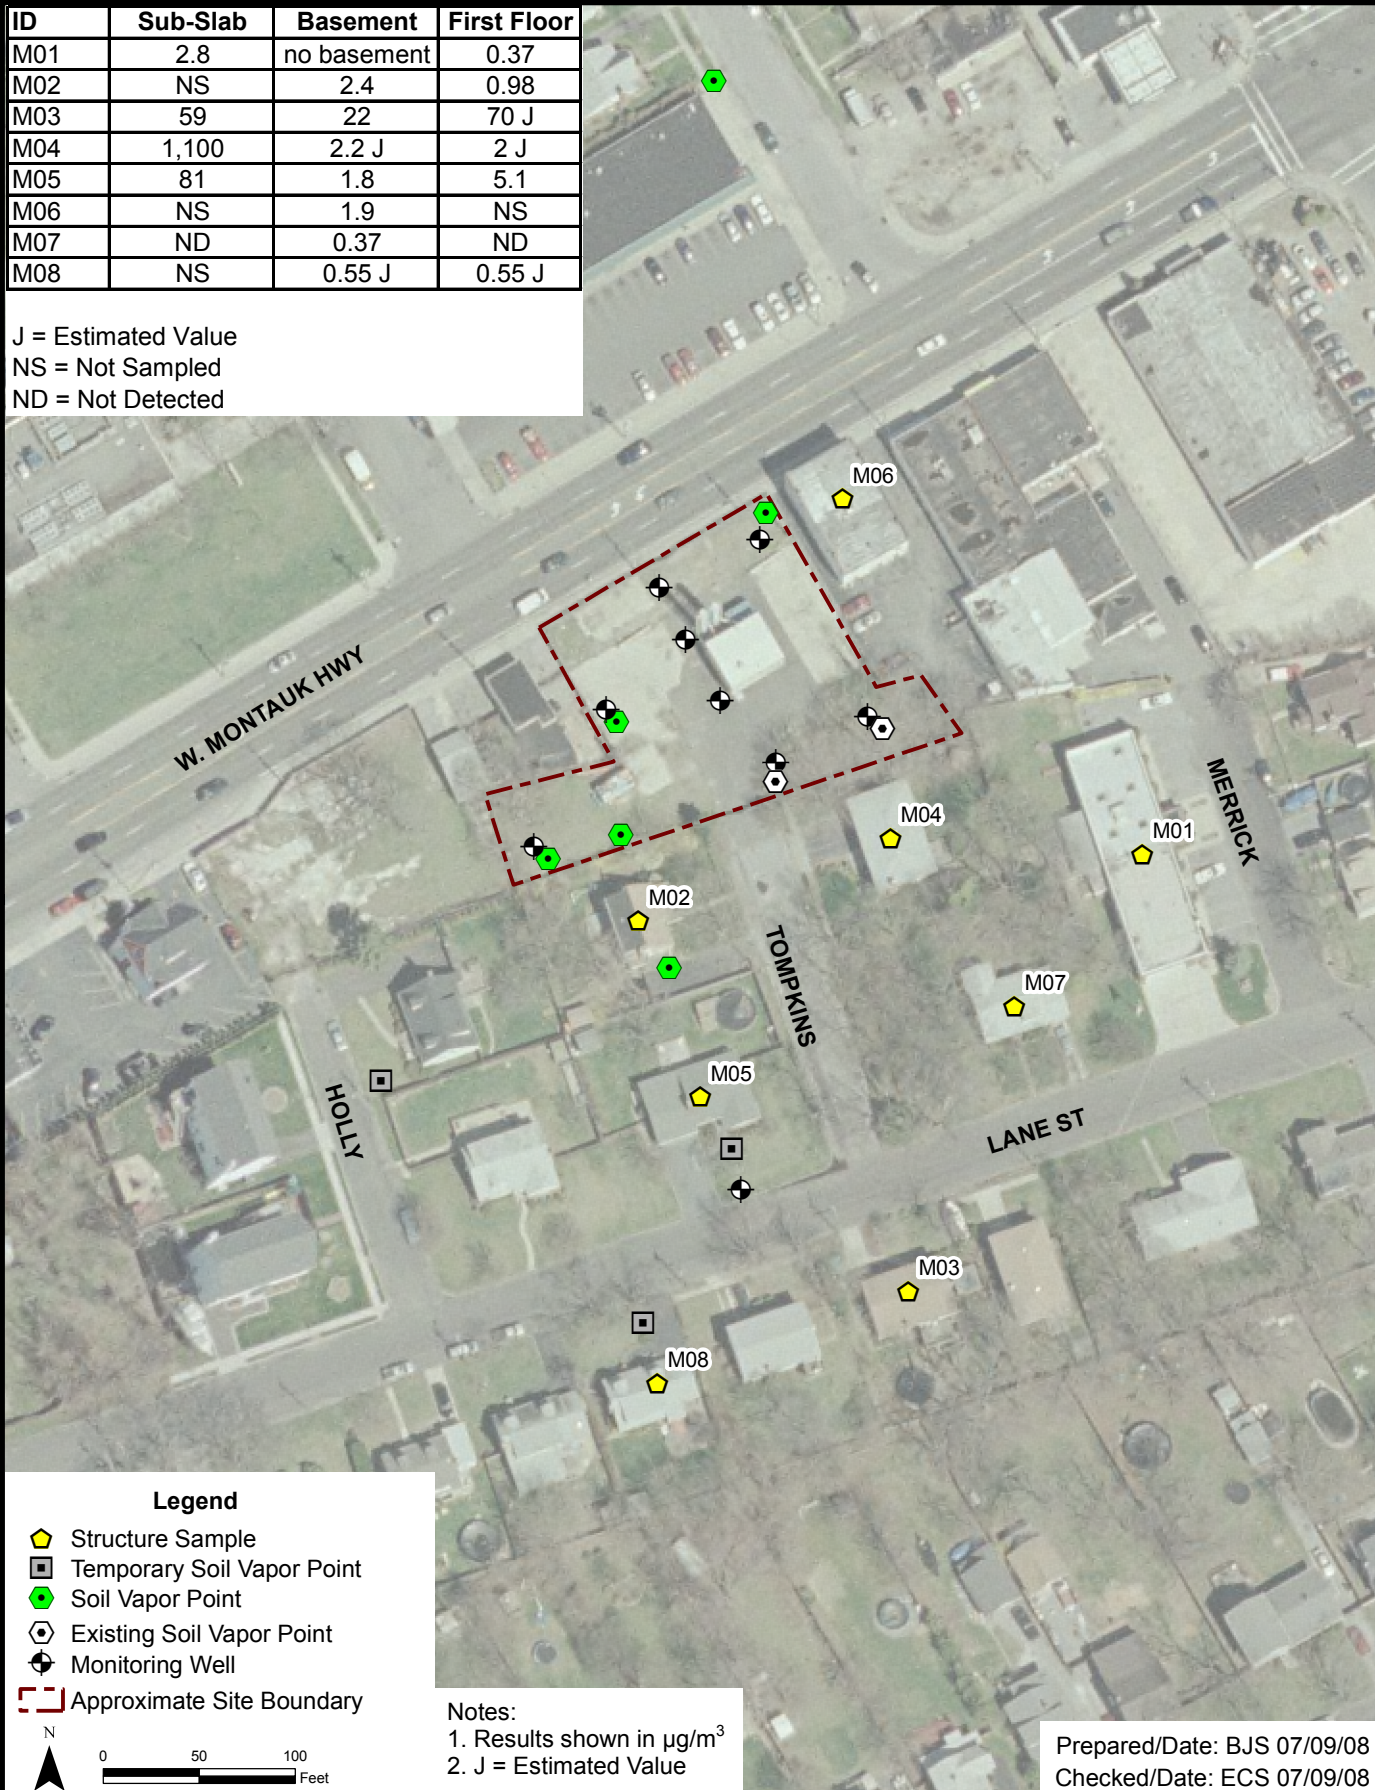 ID Sub-Slab Basement First Floor
M01 2.8 no basement 0.37
M02 NS 2.4 0.98
M03 59 22 70 J
M04 1,100 2.2 J 2 J
M05 81 1.8 5.1
M06 NS 1.9 NS
M07 ND 0.37 ND
M08 NS 0.55 J 0.55 J
J = Estimated Value
NS = Not Sampled
ND = Not Detected
M06
W. MONTAUK HWY
MERRICK
M04
M01
M02
TOMPKINS
M07
M05
HOLLY
LANE ST
M03
M08
Legend
Structure Sample
Temporary Soil Vapor Point
Soil Vapor Point
Existing Soil Vapor Point
Monitoring Well
Approximate Site Boundary
N
0 50 100
Feet
Notes:
1. Results shown in µg/m³
2. J = Estimated Value
Prepared/Date: BJS 07/09/08
Checked/Date: ECS 07/09/08